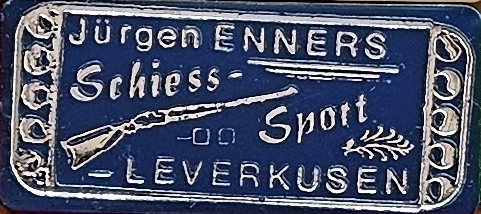 Jürgen ENNERS
Schiess-
Sport
-LEVERKUSEN